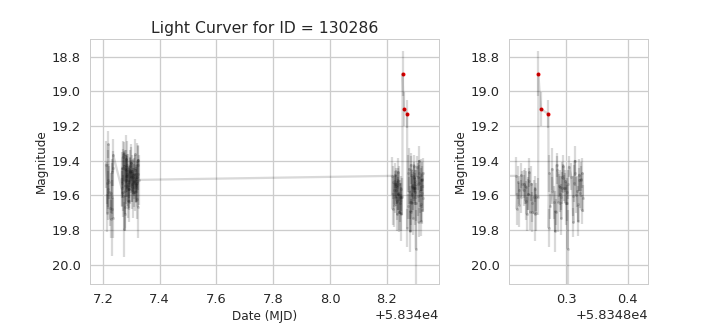 Light Curver for ID = 130286
Magnitude
18.8
19.0
19.2
19.4
19.6
19.8
20.0
7.2 7.4 7.6 7.8 8.0 8.2
Date (MJD) +5.834e4
Magnitude
18.8
19.0
19.2
19.4
19.6
19.8
20.0
0.3 0.4
+5.8348e4